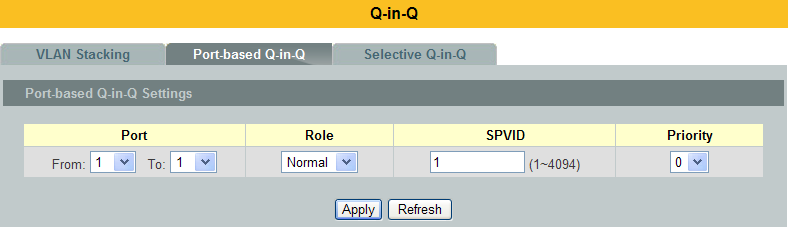 Q-in-Q
VLAN Stacking Port-based Q-in-Q Selective Q-in-Q
Port-based Q-in-Q Settings
Port Role SPVID Priority
From: 1 To: 1 Normal 1 (1~4094) 0
Apply Refresh